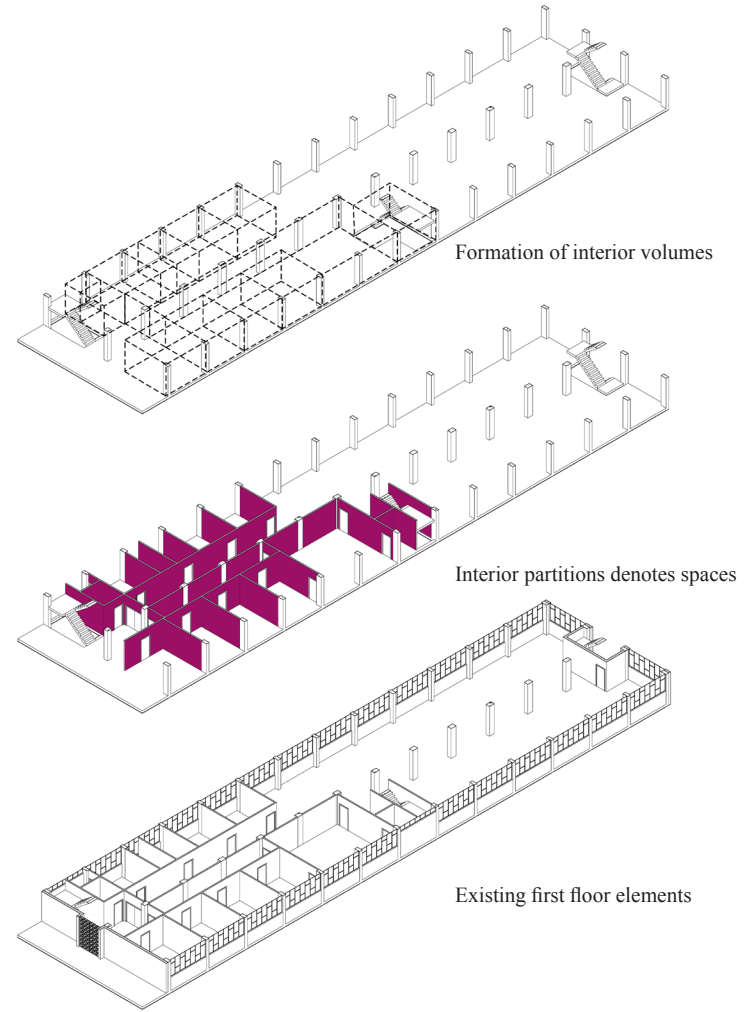 Formation of interior volumes
Interior partitions denotes spaces
Existing first floor elements